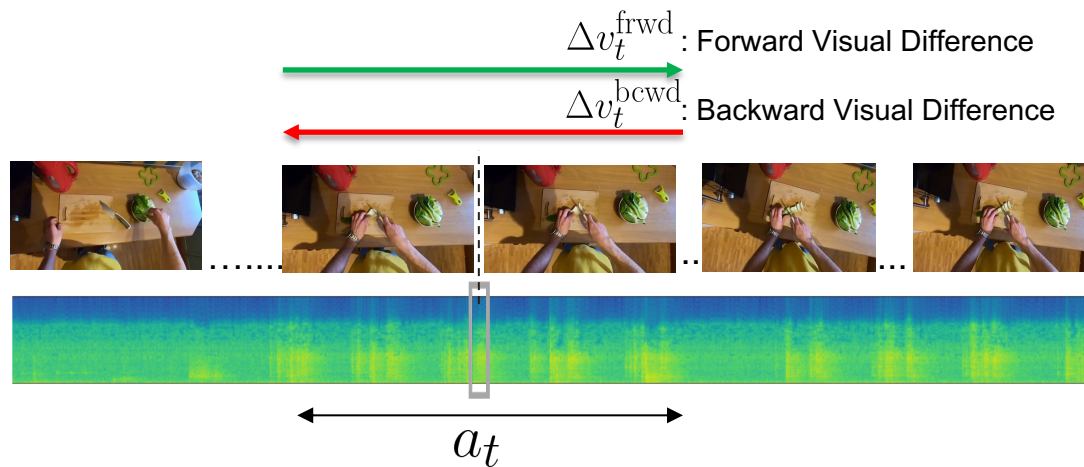 Δv_t^frwd : Forward Visual Difference
Δv_t^bcwd : Backward Visual Difference
....... .. ...
a_t